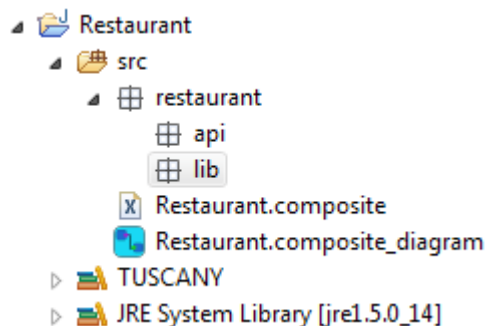 Restaurant
src
restaurant
api
lib
Restaurant.composite
Restaurant.composite_diagram
TUSCANY
JRE System Library [jre1.5.0_14]